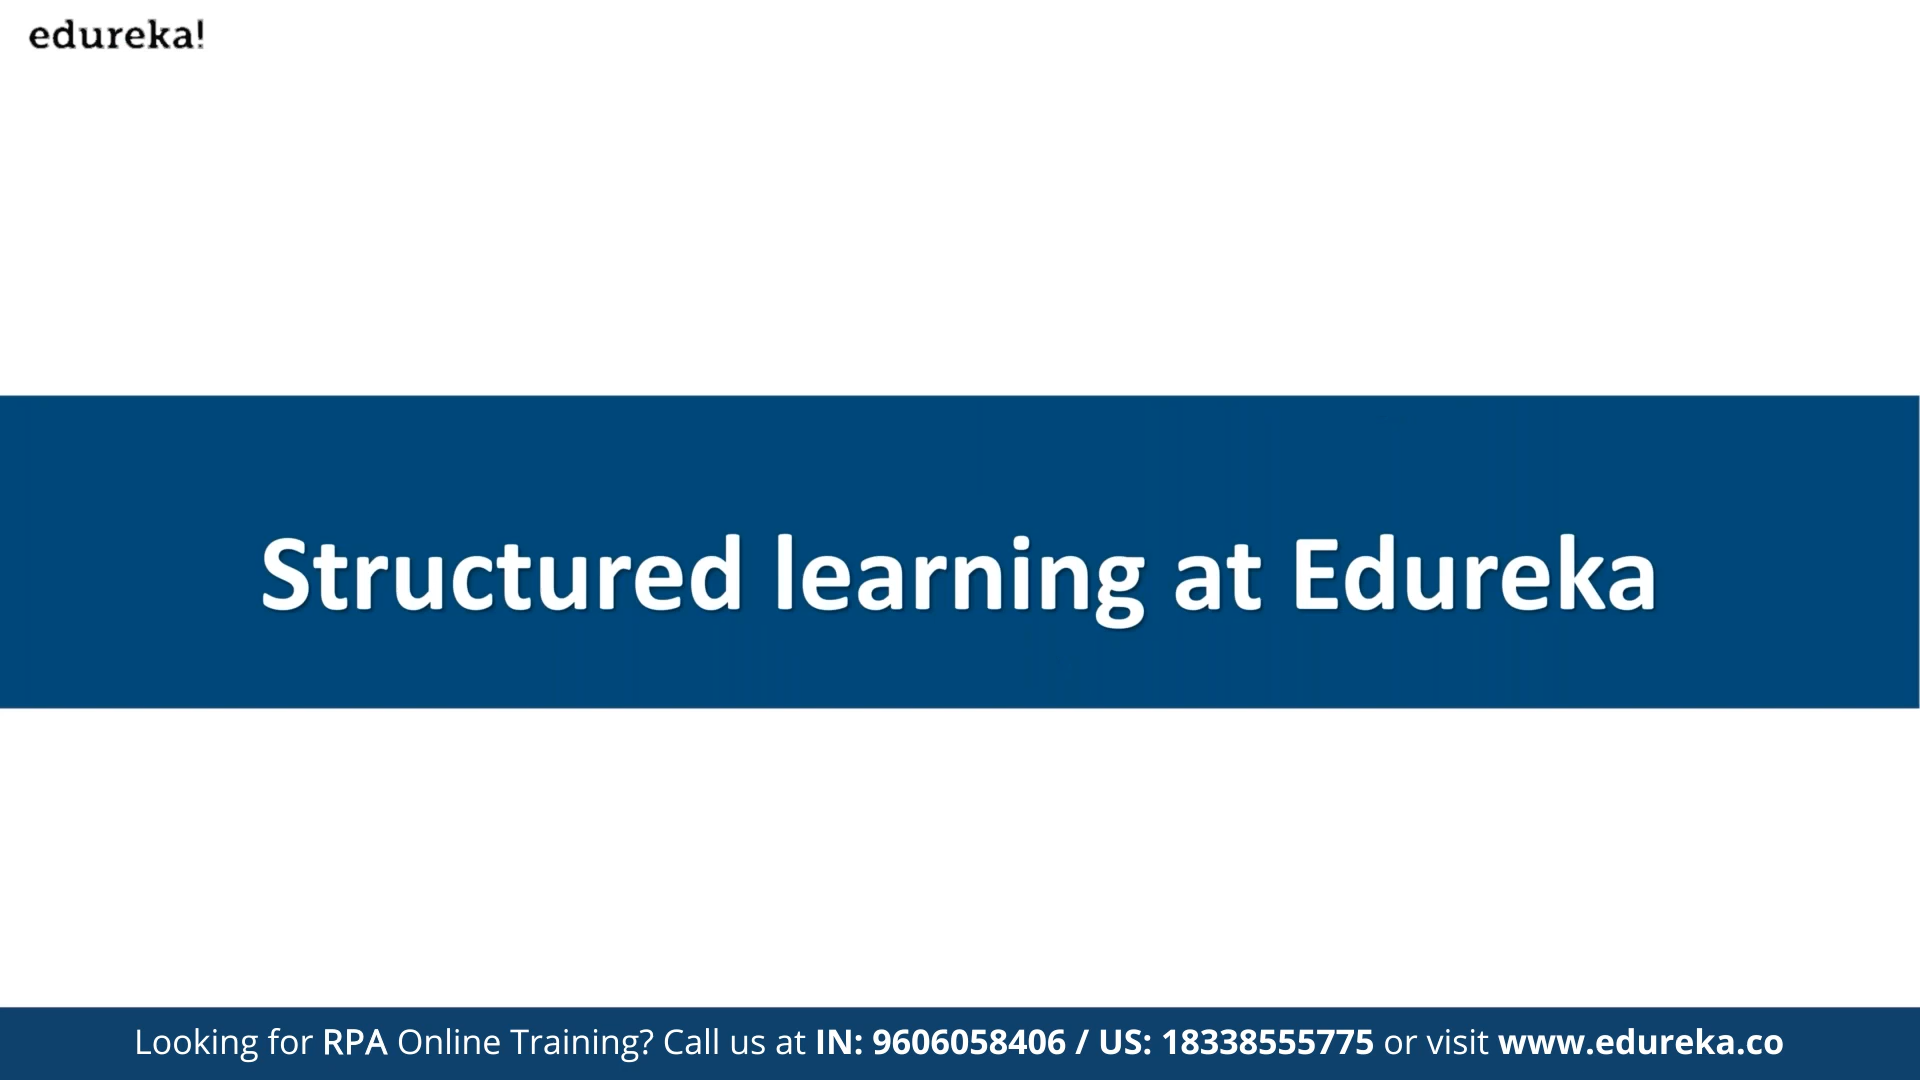 edureka!
Structured learning at Edureka
Looking for RPA Online Training? Call us at IN: 9606058406 / US: 18338555775 or visit www.edureka.co